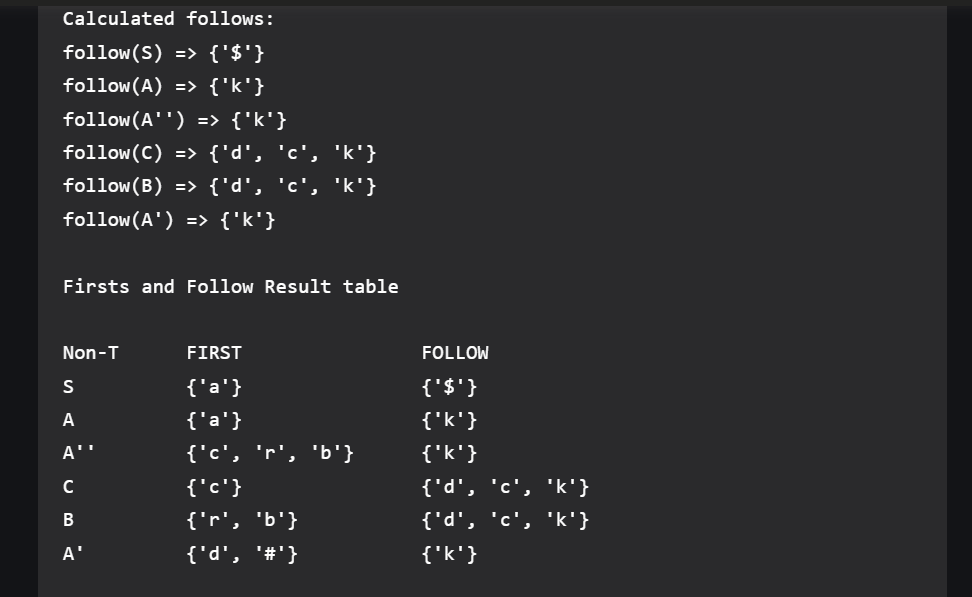 Calculated follows:
follow(S) => {'$'}
follow(A) => {'k'}
follow(A'') => {'k'}
follow(C) => {'d', 'c', 'k'}
follow(B) => {'d', 'c', 'k'}
follow(A') => {'k'}
Firsts and Follow Result table
Non-T FIRST FOLLOW
S {'a'} {'$'}
A {'a'} {'k'}
A'' {'c', 'r', 'b'} {'k'}
C {'c'} {'d', 'c', 'k'}
B {'r', 'b'} {'d', 'c', 'k'}
A' {'d', '#'} {'k'}